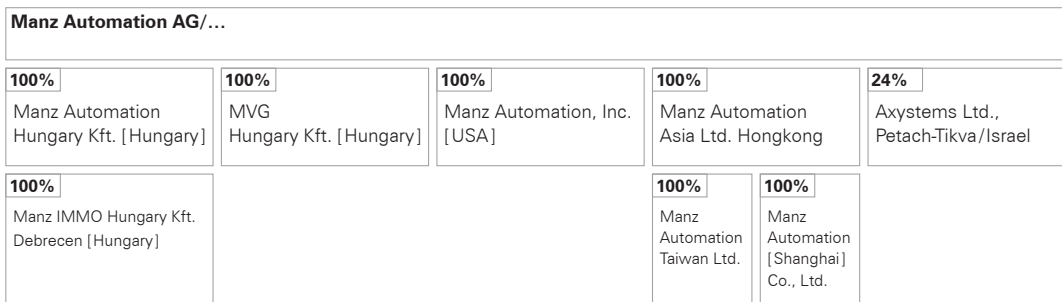 Manz Automation AG/…
100%
Manz Automation
Hungary Kft. [Hungary]
100%
MVG
Hungary Kft. [Hungary]
100%
Manz Automation, Inc.
[USA]
100%
Manz Automation
Asia Ltd. Hongkong
24%
Axystems Ltd.,
Petach-Tikva/Israel
100%
Manz IMMO Hungary Kft.
Debrecen [Hungary]
100%
Manz
Automation
Taiwan Ltd.
100%
Manz
Automation
[Shanghai]
Co., Ltd.